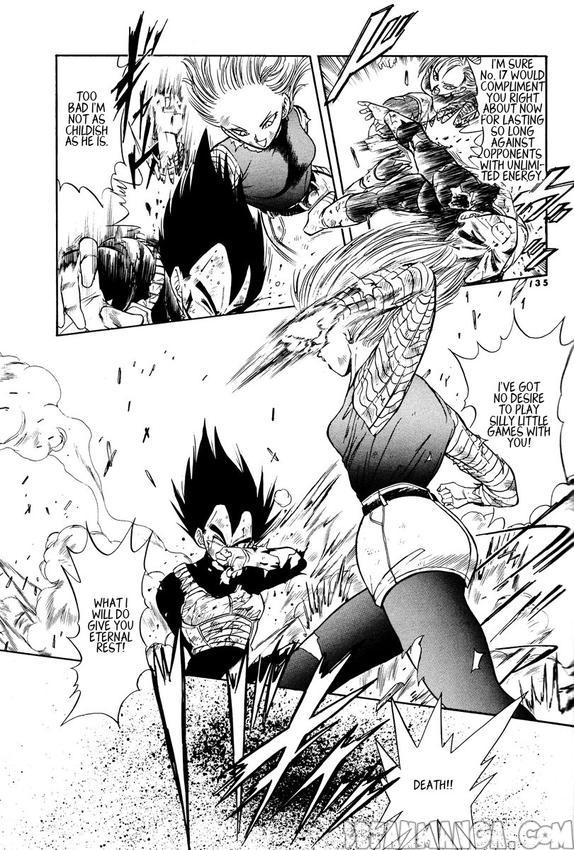 I'M SURE
No. 17 WOULD
COMPLIMENT
YOU RIGHT
ABOUT NOW
FOR LASTING
SO LONG
AGAINST
OPPONENTS
WITH UNLIMI-
TED ENERGY.
TOO
BAD I'M
NOT AS
CHILDISH
AS HE IS.
135
I'VE GOT
NO DESIRE
TO PLAY
SILLY LITTLE
GAMES WITH
YOU!
WHAT I
WILL DO
GIVE YOU
ETERNAL
REST!
DEATH!!